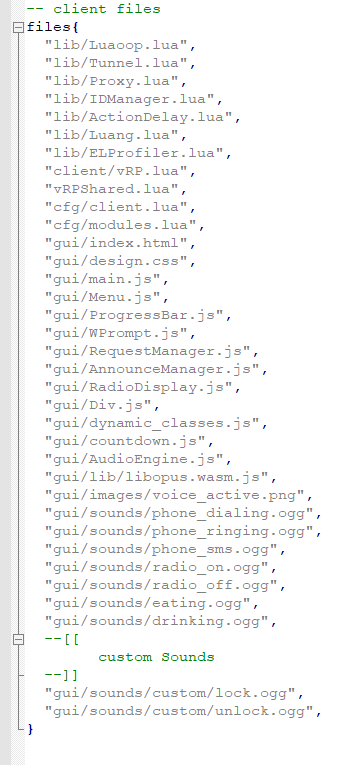 -- client files
files{
"lib/Luaoop.lua",
"lib/Tunnel.lua",
"lib/Proxy.lua",
"lib/IDManager.lua",
"lib/ActionDelay.lua",
"lib/Luang.lua",
"lib/ELProfiler.lua",
"client/vRP.lua",
"vRPShared.lua",
"cfg/client.lua",
"cfg/modules.lua",
"gui/index.html",
"gui/design.css",
"gui/main.js",
"gui/Menu.js",
"gui/ProgressBar.js",
"gui/WPrompt.js",
"gui/RequestManager.js",
"gui/AnnounceManager.js",
"gui/RadioDisplay.js",
"gui/Div.js",
"gui/dynamic_classes.js",
"gui/countdown.js",
"gui/AudioEngine.js",
"gui/lib/libopus.wasm.js",
"gui/images/voice_active.png",
"gui/sounds/phone_dialing.ogg",
"gui/sounds/phone_ringing.ogg",
"gui/sounds/phone_sms.ogg",
"gui/sounds/radio_on.ogg",
"gui/sounds/radio_off.ogg",
"gui/sounds/eating.ogg",
"gui/sounds/drinking.ogg",
--[[
custom Sounds
--]]
"gui/sounds/custom/lock.ogg",
"gui/sounds/custom/unlock.ogg",
}